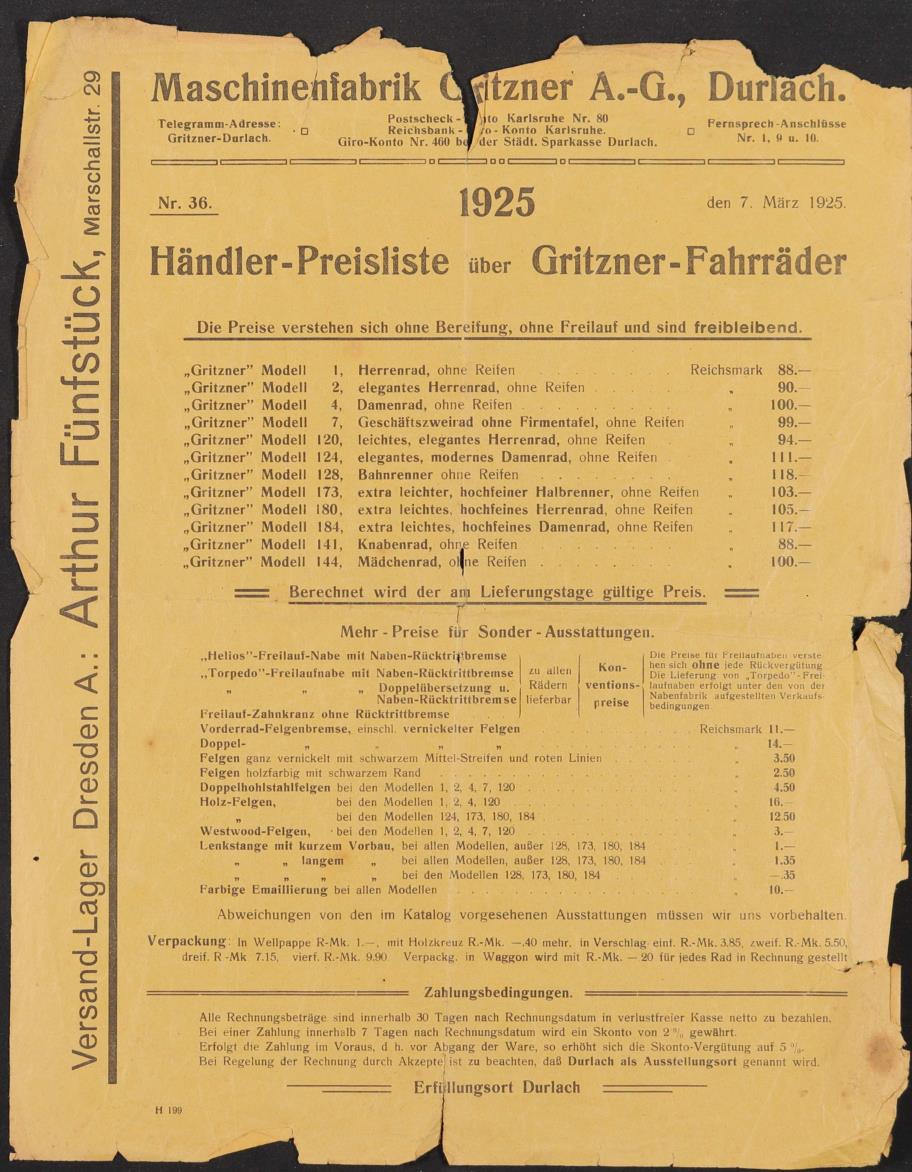 Maschinenfabrik Gritzner A.-G., Durlach.
Telegramm-Adresse:
Gritzner-Durlach.
Postscheck-Konto Karlsruhe Nr. 80
Reichsbank-Giro-Konto Karlsruhe.
Giro-Konto Nr. 460 bei der Städt. Sparkasse Durlach.
Fernsprech-Anschlüsse
Nr. 1, 9 u. 10.
Nr. 36.
1925
den 7. März 1925.
Händler-Preisliste über Gritzner-Fahrräder
Die Preise verstehen sich ohne Bereifung, ohne Freilauf und sind freibleibend.
„Gritzner” Modell 1, Herrenrad, ohne Reifen . . . . . . . . Reichsmark 88.—
„Gritzner” Modell 2, elegantes Herrenrad, ohne Reifen . . . . . „ 90.—
„Gritzner” Modell 4, Damenrad, ohne Reifen . . . . . . . . . „ 100.—
„Gritzner” Modell 7, Geschäftszweirad ohne Firmentafel, ohne Reifen „ 99.—
„Gritzner” Modell 120, leichtes, elegantes Herrenrad, ohne Reifen . . . „ 94.—
„Gritzner” Modell 124, elegantes, modernes Damenrad, ohne Reifen . . . „ 111.—
„Gritzner” Modell 128, Bahnrenner ohne Reifen . . . . . . . . „ 118.—
„Gritzner” Modell 173, extra leichter, hochfeiner Halbrenner, ohne Reifen „ 103.—
„Gritzner” Modell 180, extra leichtes, hochfeines Herrenrad, ohne Reifen . „ 105.—
„Gritzner” Modell 184, extra leichtes, hochfeines Damenrad, ohne Reifen . „ 117.—
„Gritzner” Modell 141, Knabenrad, ohne Reifen . . . . . . . . „ 88.—
„Gritzner” Modell 144, Mädchenrad, ohne Reifen . . . . . . . . „ 100.—
Berechnet wird der am Lieferungstage gültige Preis.
Mehr-Preise für Sonder-Ausstattungen.
„Helios”-Freilauf-Nabe mit Naben-Rücktrittbremse
„Torpedo”-Freilaufnabe mit Naben-Rücktrittbremse
„ „ „ Doppelübersetzung u.
Naben-Rücktrittbremse
Freilauf-Zahnkranz ohne Rücktrittbremse . . . .
zu allen
Rädern
lieferbar
Kon-
ventions-
preise
Die Preise für Freilaufnaben verste-
hen sich ohne jede Rückvergütung
Die Lieferung von „Torpedo”-Frei-
laufnaben erfolgt unter den von der
Nabenfabrik aufgestellten Verkaufs-
bedingungen.
Vorderrad-Felgenbremse, einschl. vernickelter Felgen . . . . Reichsmark 11.—
Doppel- „ „ „ „ . . . . „ 14.—
Felgen ganz vernickelt mit schwarzem Mittel-Streifen und roten Linien . . . „ 3.50
Felgen holzfarbig mit schwarzem Rand . . . . „ 2.50
Doppelhohlstahlfelgen bei den Modellen 1, 2, 4, 7, 120 . . . . „ 4.50
Holz-Felgen, bei den Modellen 1, 2, 4, 120 . . . . „ 16.—
„ bei den Modellen 124, 173, 180, 184 . . . . „ 12.50
Westwood-Felgen, bei den Modellen 1, 2, 4, 7, 120 . . . . „ 3.—
Lenkstange mit kurzem Vorbau, bei allen Modellen, außer 128, 173, 180, 184 . . „ 1.—
„ „ langem „ bei allen Modellen, außer 128, 173, 180, 184 . . „ 1.35
„ „ „ „ bei den Modellen 128, 173, 180, 184 . . . „ —.35
Farbige Emaillierung bei allen Modellen . . . . „ 10.—
Abweichungen von den im Katalog vorgesehenen Ausstattungen müssen wir uns vorbehalten.
Verpackung: In Wellpappe R-Mk. 1.—, mit Holzkreuz R.-Mk. —.40 mehr, in Verschlag einf. R.-Mk. 3.85, zweif. R.-Mk. 5.50,
dreif. R-Mk 7.15, vierf. R.-Mk. 9.90 Verpackg. in Waggon wird mit R.-Mk. —20 für jedes Rad in Rechnung gestellt
Zahlungsbedingungen.
Alle Rechnungsbeträge sind innerhalb 30 Tagen nach Rechnungsdatum in verlustfreier Kasse netto zu bezahlen.
Bei einer Zahlung innerhalb 7 Tagen nach Rechnungsdatum wird ein Skonto von 2 % gewährt.
Erfolgt die Zahlung im Voraus, d h. vor Abgang der Ware, so erhöht sich die Skonto-Vergütung auf 5 %.
Bei Regelung der Rechnung durch Akzepte ist zu beachten, daß Durlach als Ausstellungsort genannt wird.
Erfüllungsort Durlach
H 199
Versand-Lager Dresden A.: Arthur Fünfstück, Marschallstr. 29